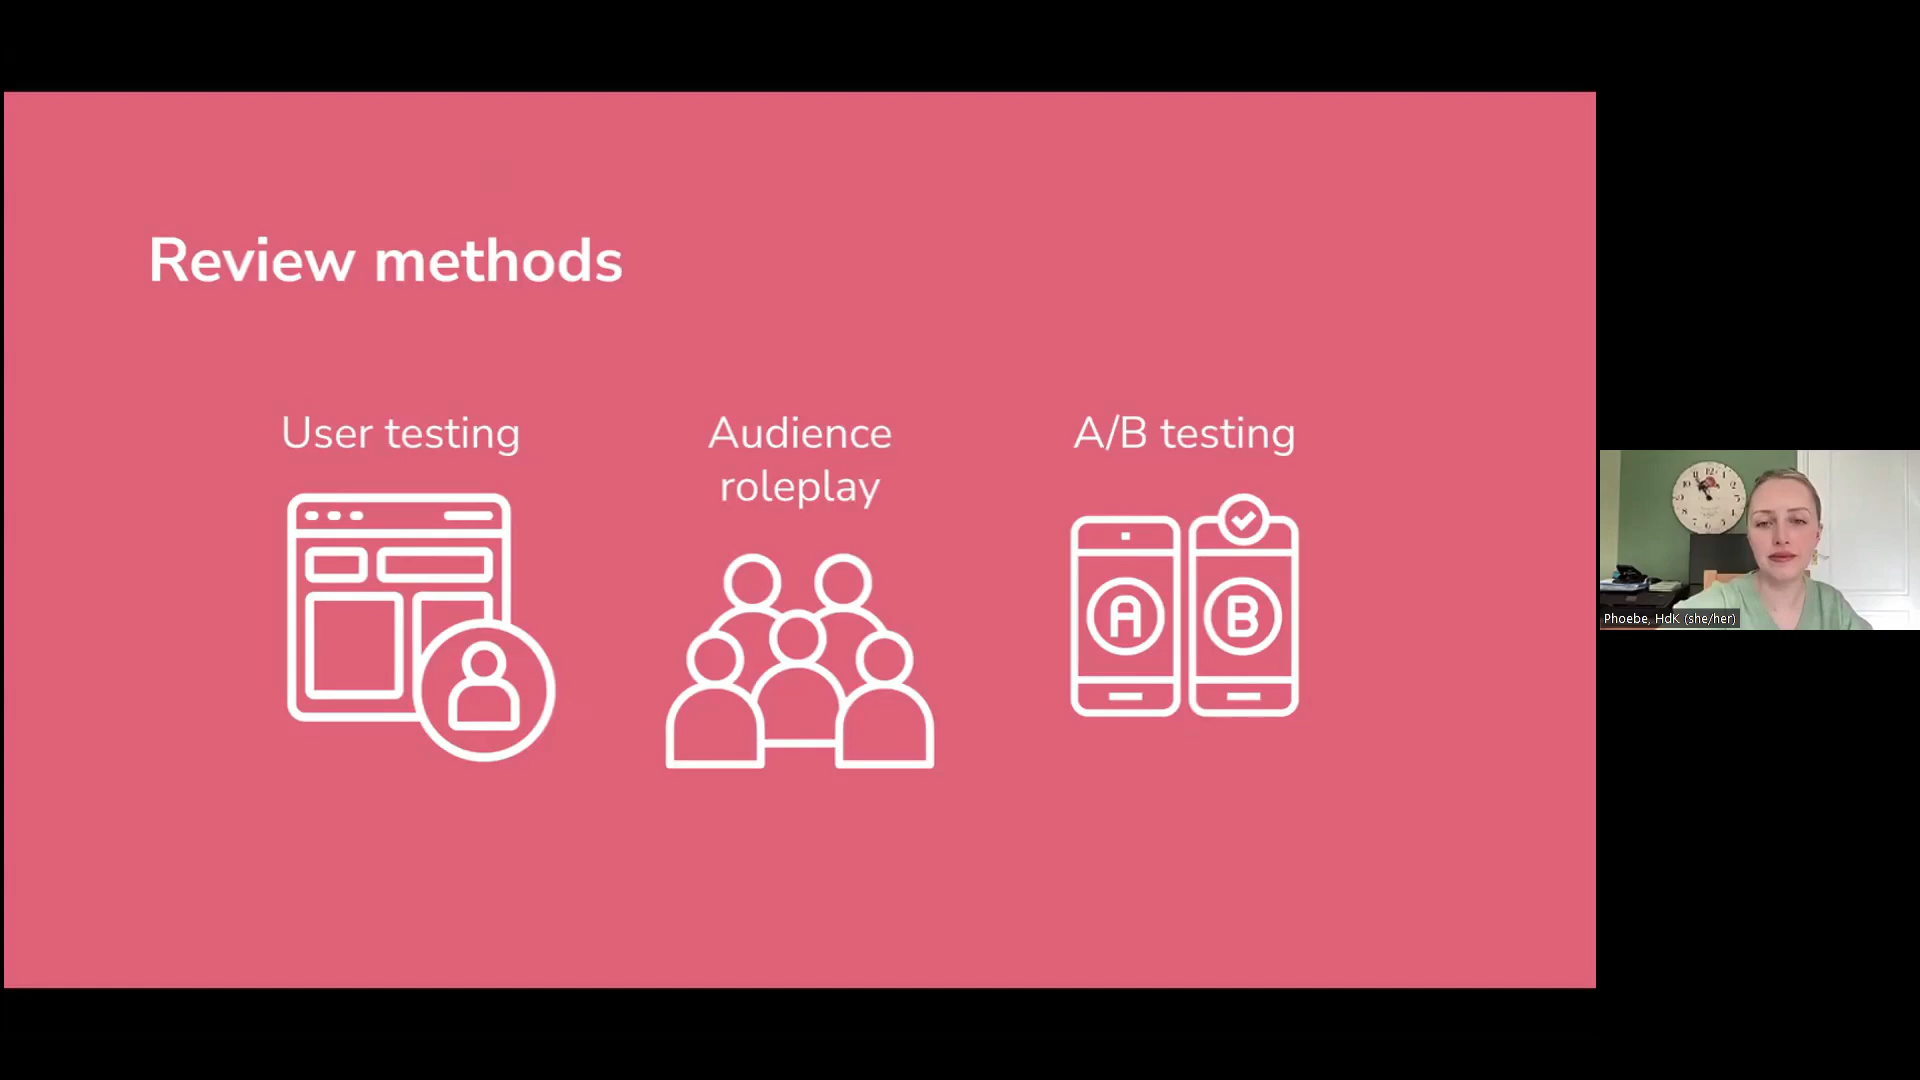 Review methods
User testing
Audience
roleplay
A/B testing
A
B
Phoebe, HdK (she/her)